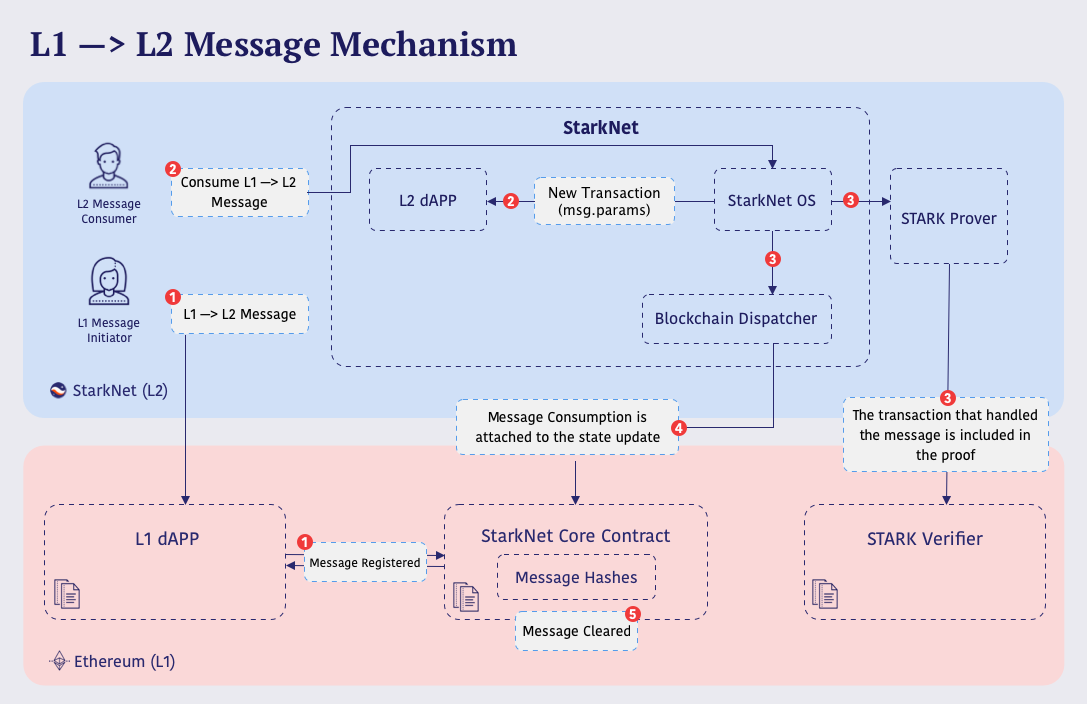 L1 —> L2 Message Mechanism
StarkNet
2
Consume L1 —> L2
Message
L2 Message
Consumer
L2 dAPP
2
New Transaction
(msg.params)
StarkNet OS
3
STARK Prover
3
1
L1 —> L2 Message
L1 Message
Initiator
Blockchain Dispatcher
StarkNet (L2)
3
Message Consumption is
attached to the state update
4
The transaction that handled
the message is included in
the proof
L1 dAPP
1
Message Registered
StarkNet Core Contract
Message Hashes
5
Message Cleared
STARK Verifier
Ethereum (L1)